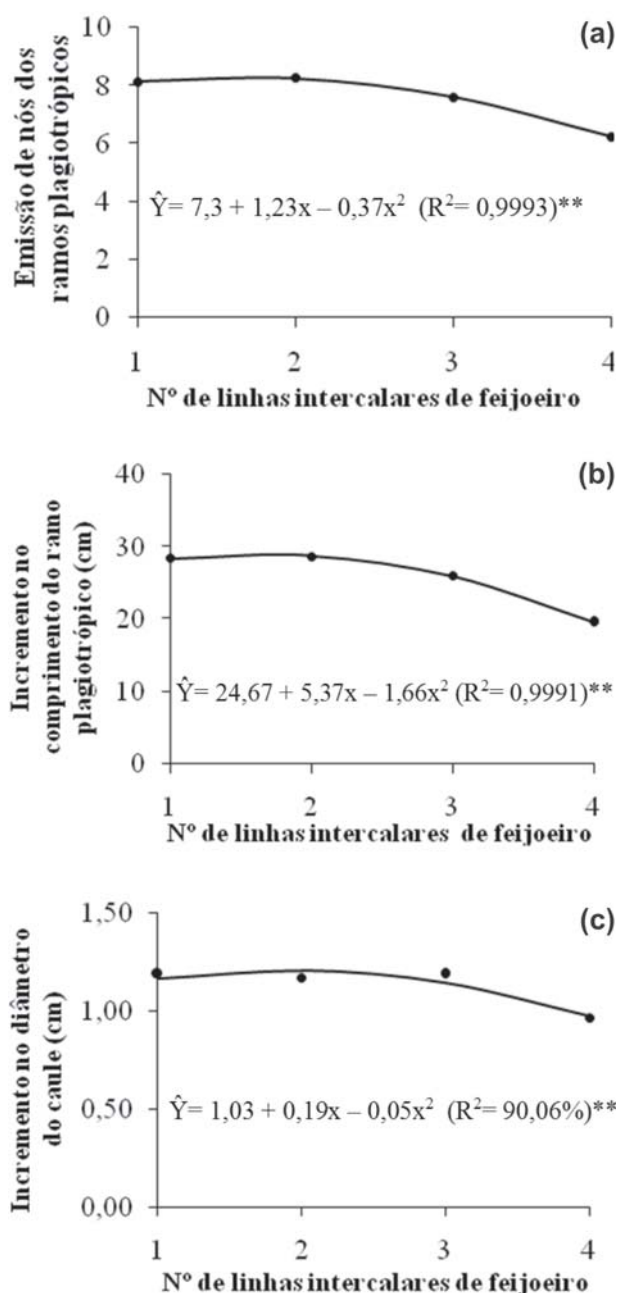 (a)
Emissão de nós dos
ramos plagiotrópicos
10
8
6
4
2
0
Ŷ= 7,3 + 1,23x – 0,37x² (R²= 0,9993)**
1 2 3 4
Nº de linhas intercalares de feijoeiro
(b)
Incremento no
comprimento do ramo
plagiotrópico (cm)
40
30
20
10
0
Ŷ= 24,67 + 5,37x – 1,66x² (R²= 0,9991)**
1 2 3 4
Nº de linhas intercalares de feijoeiro
(c)
Incremento no diâmetro
do caule (cm)
1,50
1,00
0,50
0,00
Ŷ= 1,03 + 0,19x – 0,05x² (R²= 90,06%)**
1 2 3 4
Nº de linhas intercalares de feijoeiro